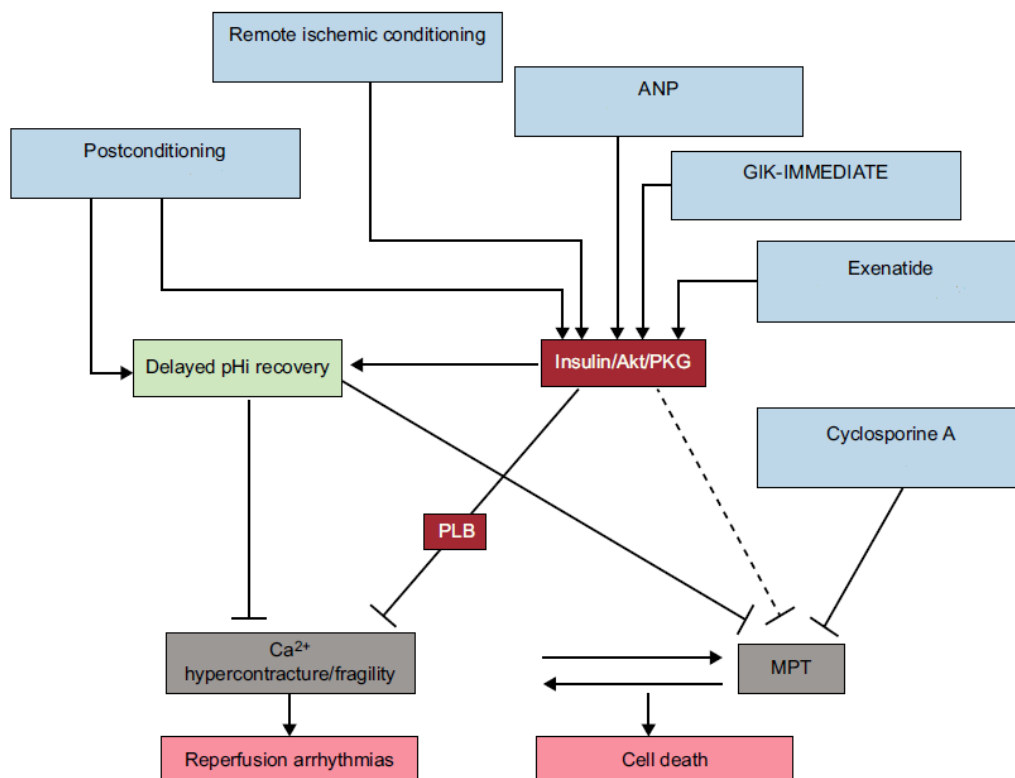 Remote ischemic conditioning
ANP
Postconditioning
GIK-IMMEDIATE
Exenatide
Delayed pHi recovery
Insulin/Akt/PKG
Cyclosporine A
PLB
Ca²⁺
hypercontracture/fragility
MPT
Reperfusion arrhythmias
Cell death